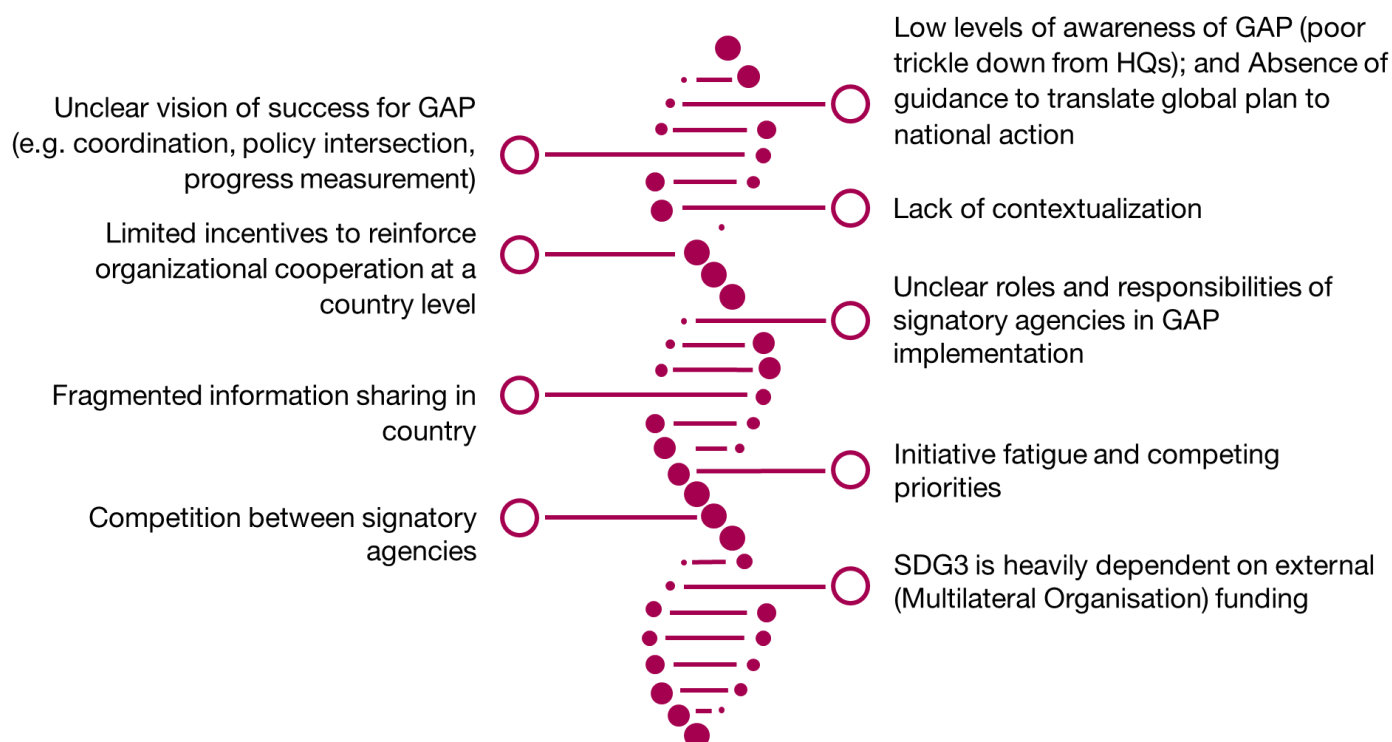 Unclear vision of success for GAP
(e.g. coordination, policy intersection,
progress measurement)
Limited incentives to reinforce
organizational cooperation at a
country level
Fragmented information sharing in
country
Competition between signatory
agencies
Low levels of awareness of GAP (poor
trickle down from HQs); and Absence of
guidance to translate global plan to
national action
Lack of contextualization
Unclear roles and responsibilities of
signatory agencies in GAP
implementation
Initiative fatigue and competing
priorities
SDG3 is heavily dependent on external
(Multilateral Organisation) funding